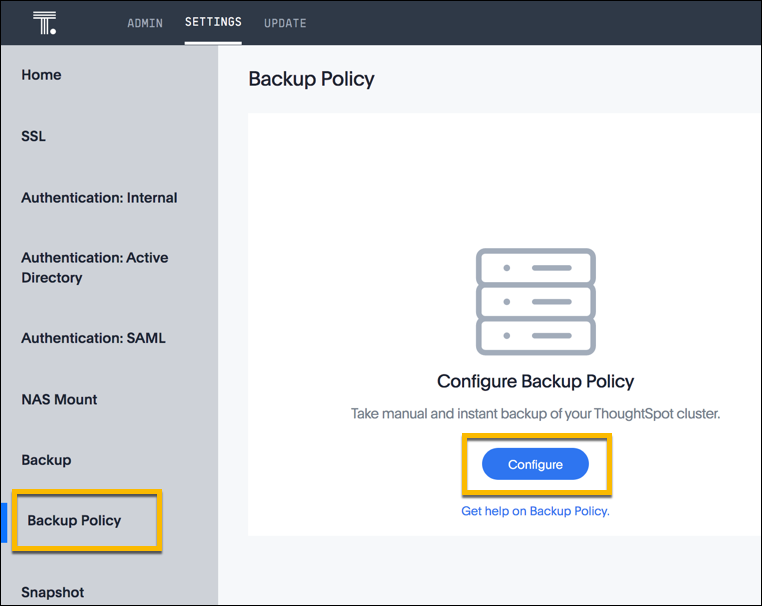 T.
ADMIN SETTINGS UPDATE
Home
SSL
Authentication: Internal
Authentication: Active
Directory
Authentication: SAML
NAS Mount
Backup
Backup Policy
Snapshot
Backup Policy
Configure Backup Policy
Take manual and instant backup of your ThoughtSpot cluster.
Configure
Get help on Backup Policy.